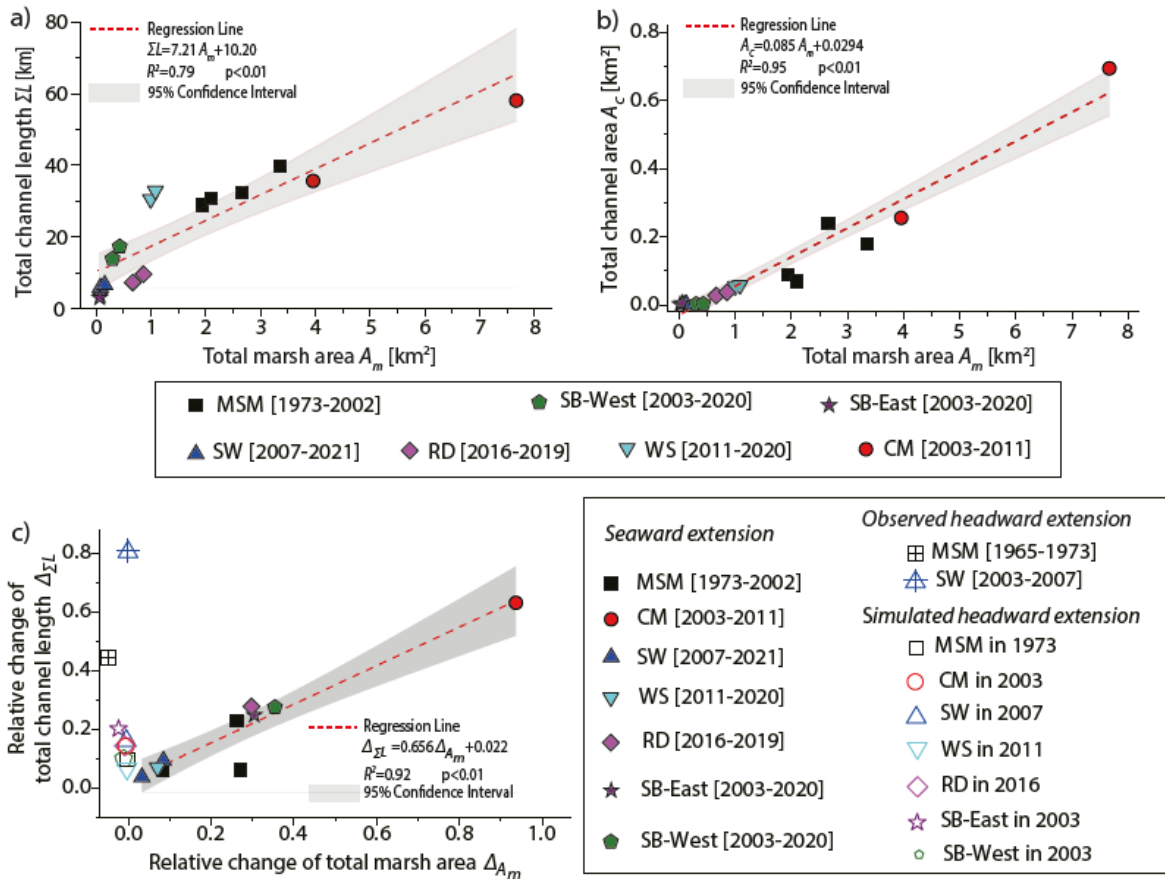 a)
Total channel length ΣL [km]
80
60
40
20
0
Regression Line
ΣL=7.21 Aₘ+10.20
R²=0.79 p<0.01
95% Confidence Interval
0 1 2 3 4 5 6 7 8
Total marsh area Aₘ [km²]
b)
Total channel area A꜀ [km²]
0.8
0.6
0.4
0.2
0.0
Regression Line
A꜀=0.085 Aₘ+0.0294
R²=0.95 p<0.01
95% Confidence Interval
0 1 2 3 4 5 6 7 8
Total marsh area Aₘ [km²]
MSM [1973-2002]
SB-West [2003-2020]
SB-East [2003-2020]
SW [2007-2021]
RD [2016-2019]
WS [2011-2020]
CM [2003-2011]
c)
Relative change of
total channel length Δ_ΣL
0.8
0.6
0.4
0.2
0.0
Regression Line
Δ_ΣL =0.656 Δ_Aₘ+0.022
R²=0.92 p<0.01
95% Confidence Interval
0.0 0.2 0.4 0.6 0.8 1.0
Relative change of total marsh area Δ_Aₘ
Seaward extension
MSM [1973-2002]
CM [2003-2011]
SW [2007-2021]
WS [2011-2020]
RD [2016-2019]
SB-East [2003-2020]
SB-West [2003-2020]
Observed headward extension
MSM [1965-1973]
SW [2003-2007]
Simulated headward extension
MSM in 1973
CM in 2003
SW in 2007
WS in 2011
RD in 2016
SB-East in 2003
SB-West in 2003